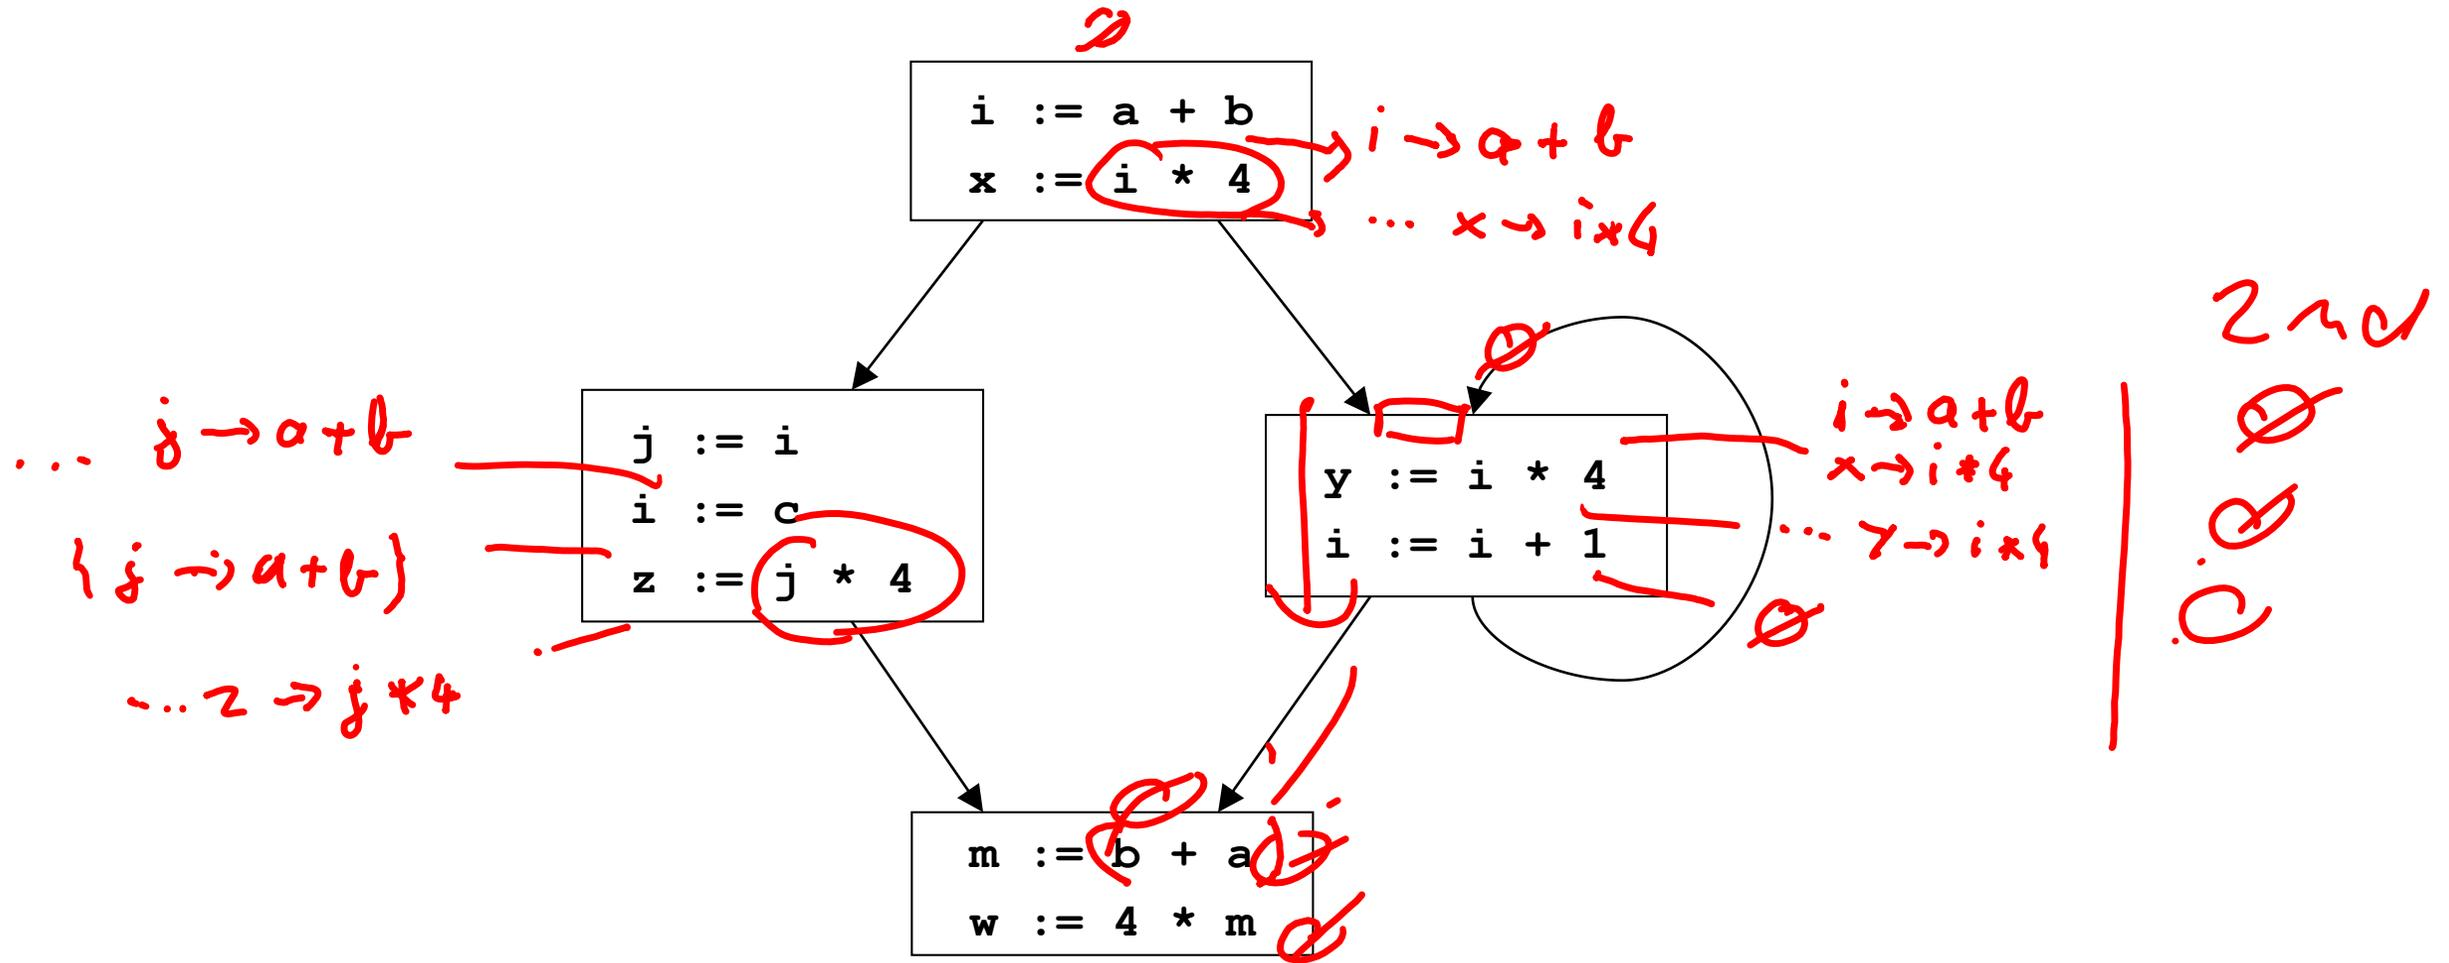 ∅
i := a + b
i → a + b
x := i * 4
... x → i * 4
2nd
∅
... j → a + b
j := i
i := c
z := j * 4
{ j → a + b }
... z → j * 4
i → a + b
x → i * 4
y := i * 4
... y → i * 4
i := i + 1
∅
∅
∅
m := b + a
w := 4 * m
∅